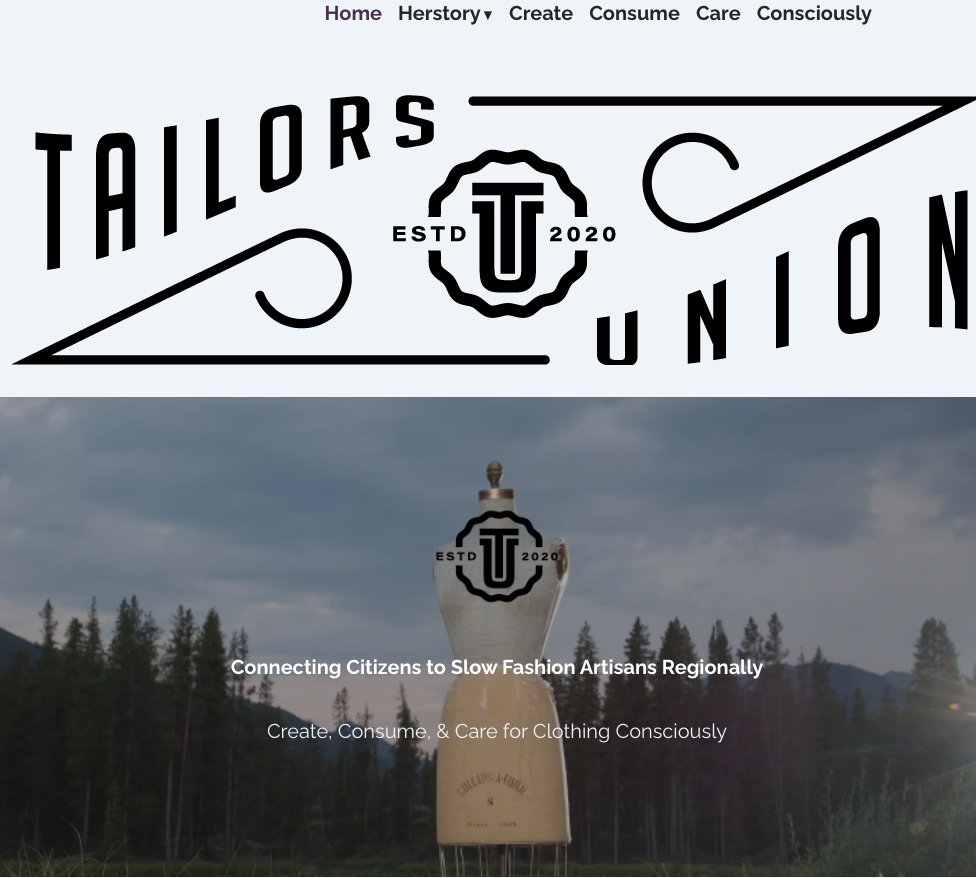 Home Herstory ▾ Create Consume Care Consciously
TAILORS
ESTD TU 2020
UNION
ESTD TU 2020
Connecting Citizens to Slow Fashion Artisans Regionally
Create, Consume, & Care for Clothing Consciously
COLLAPS-A-FORM
8